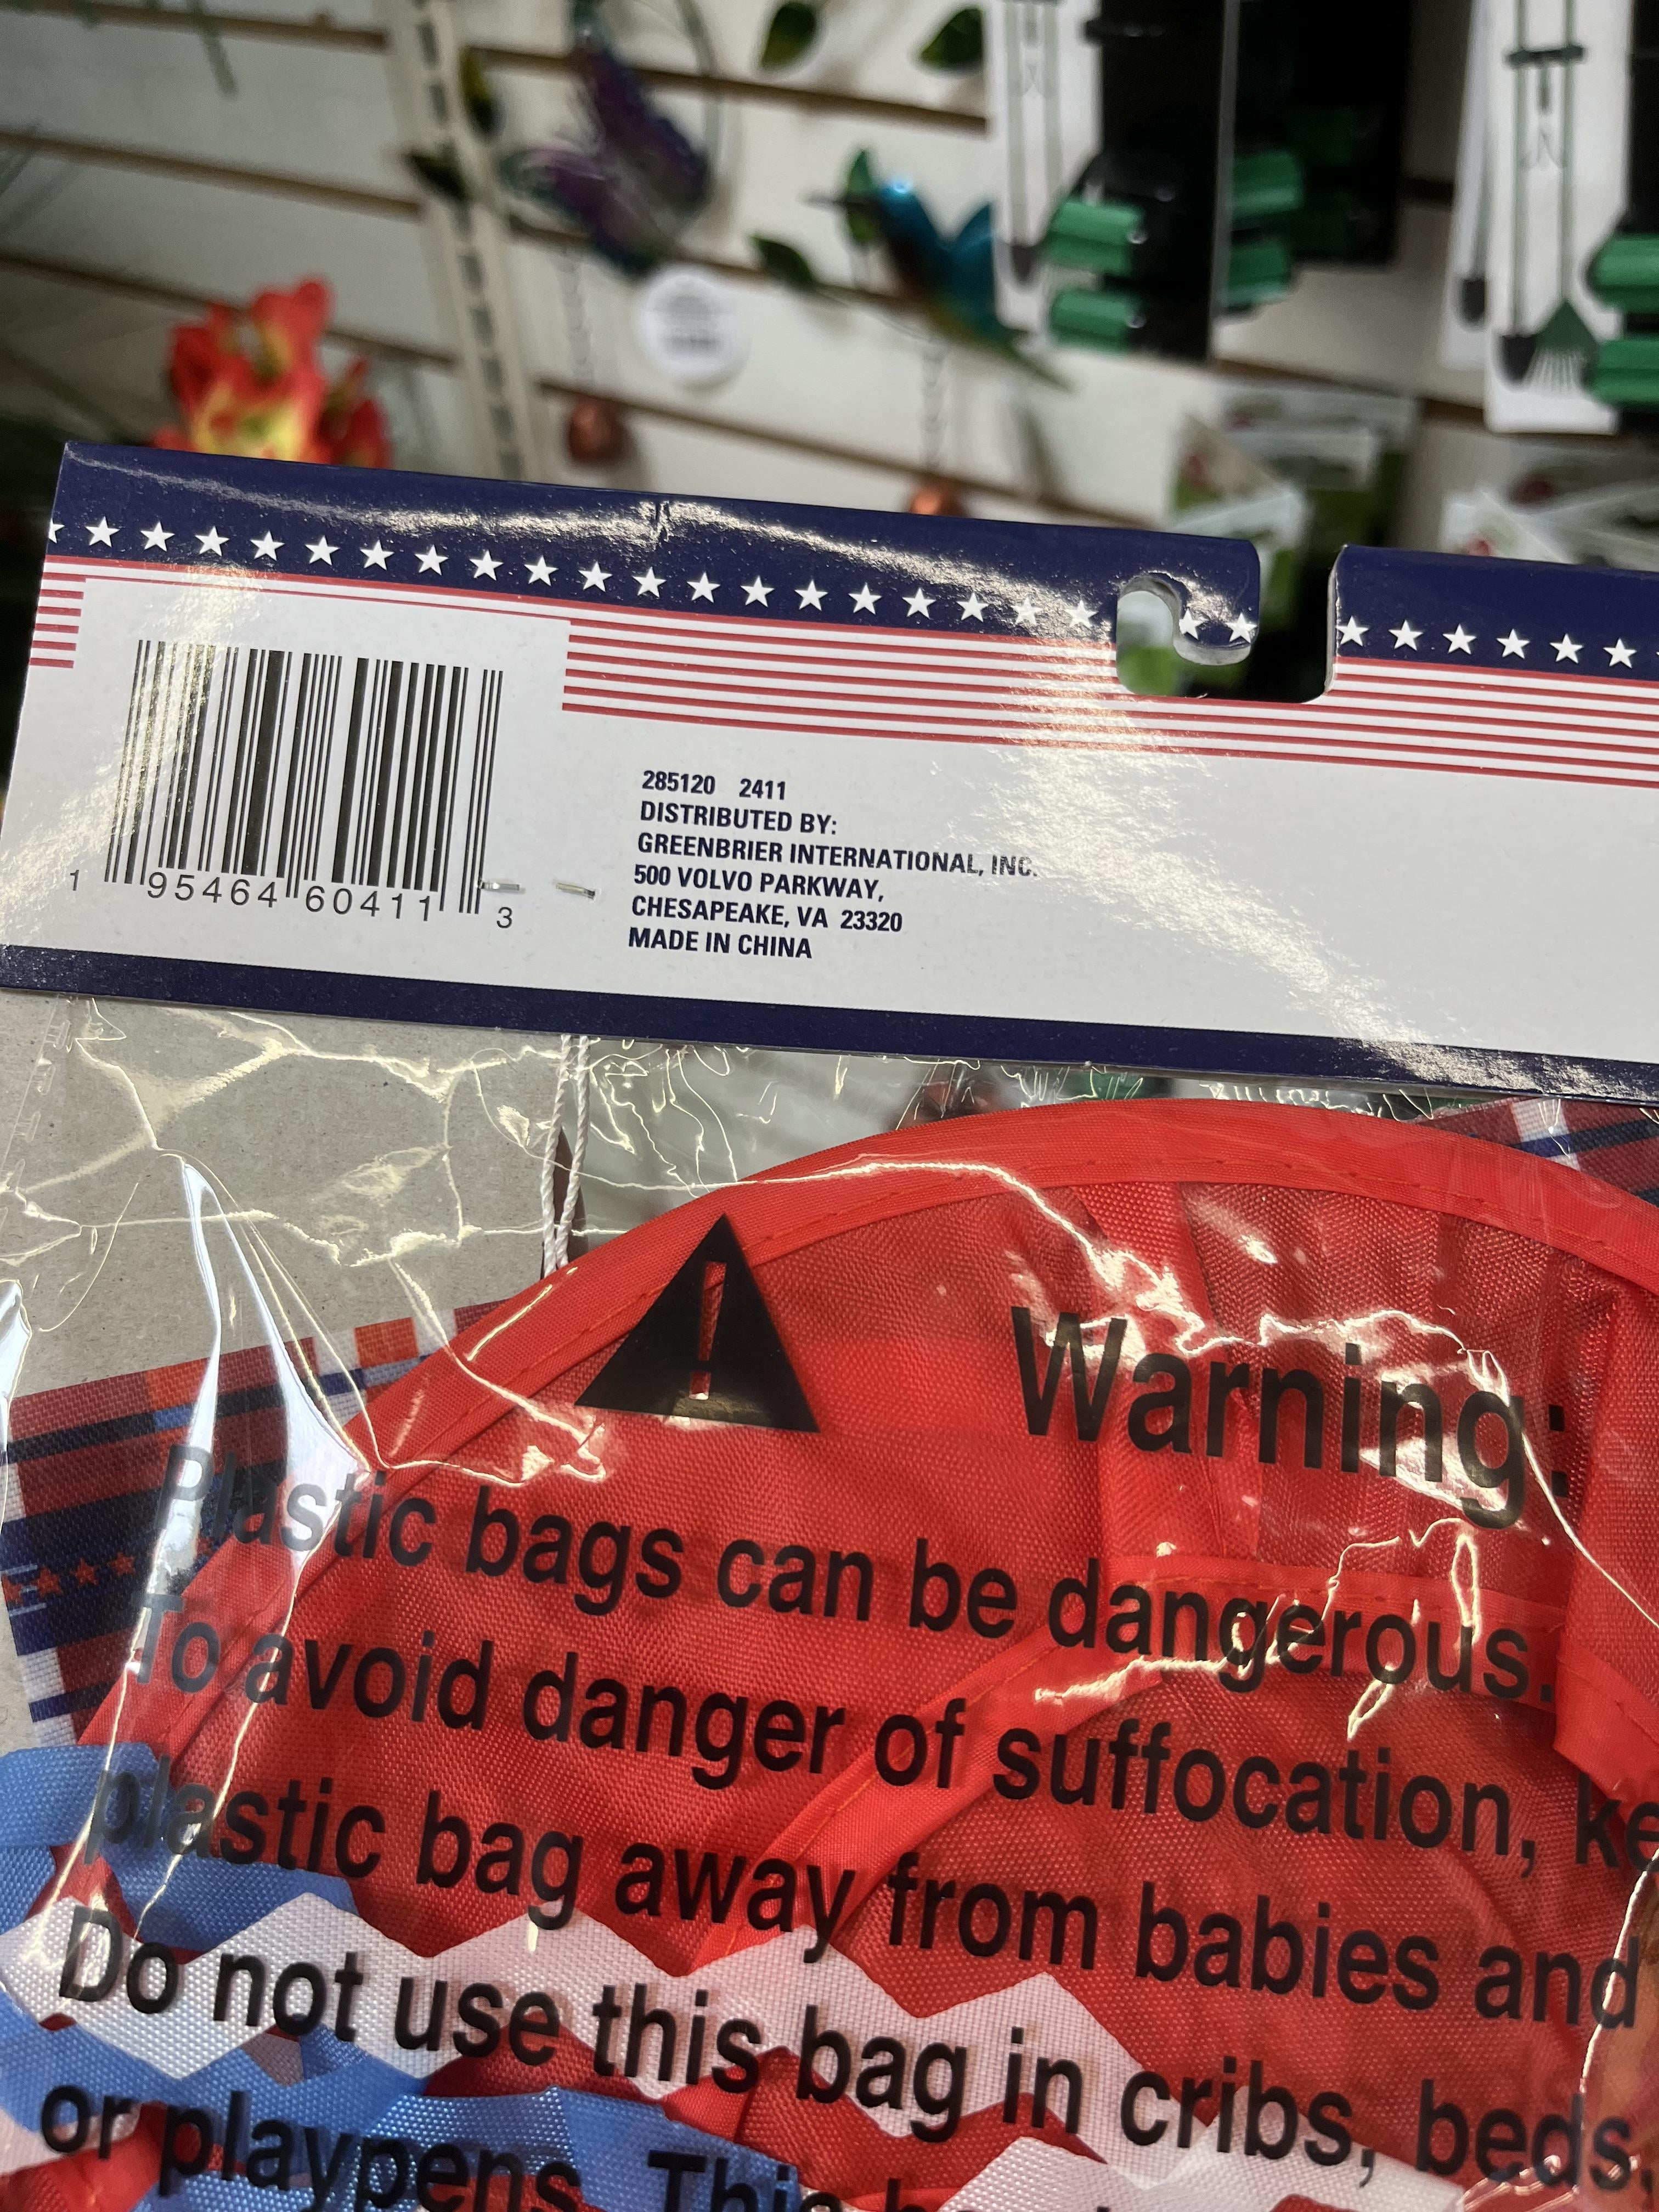 1 95464 60411 3
285120 2411
DISTRIBUTED BY:
GREENBRIER INTERNATIONAL, INC.
500 VOLVO PARKWAY,
CHESAPEAKE, VA 23320
MADE IN CHINA
Warning:
Plastic bags can be dangerous.
To avoid danger of suffocation, ke
plastic bag away from babies and
Do not use this bag in cribs, beds,
or playpens. This b